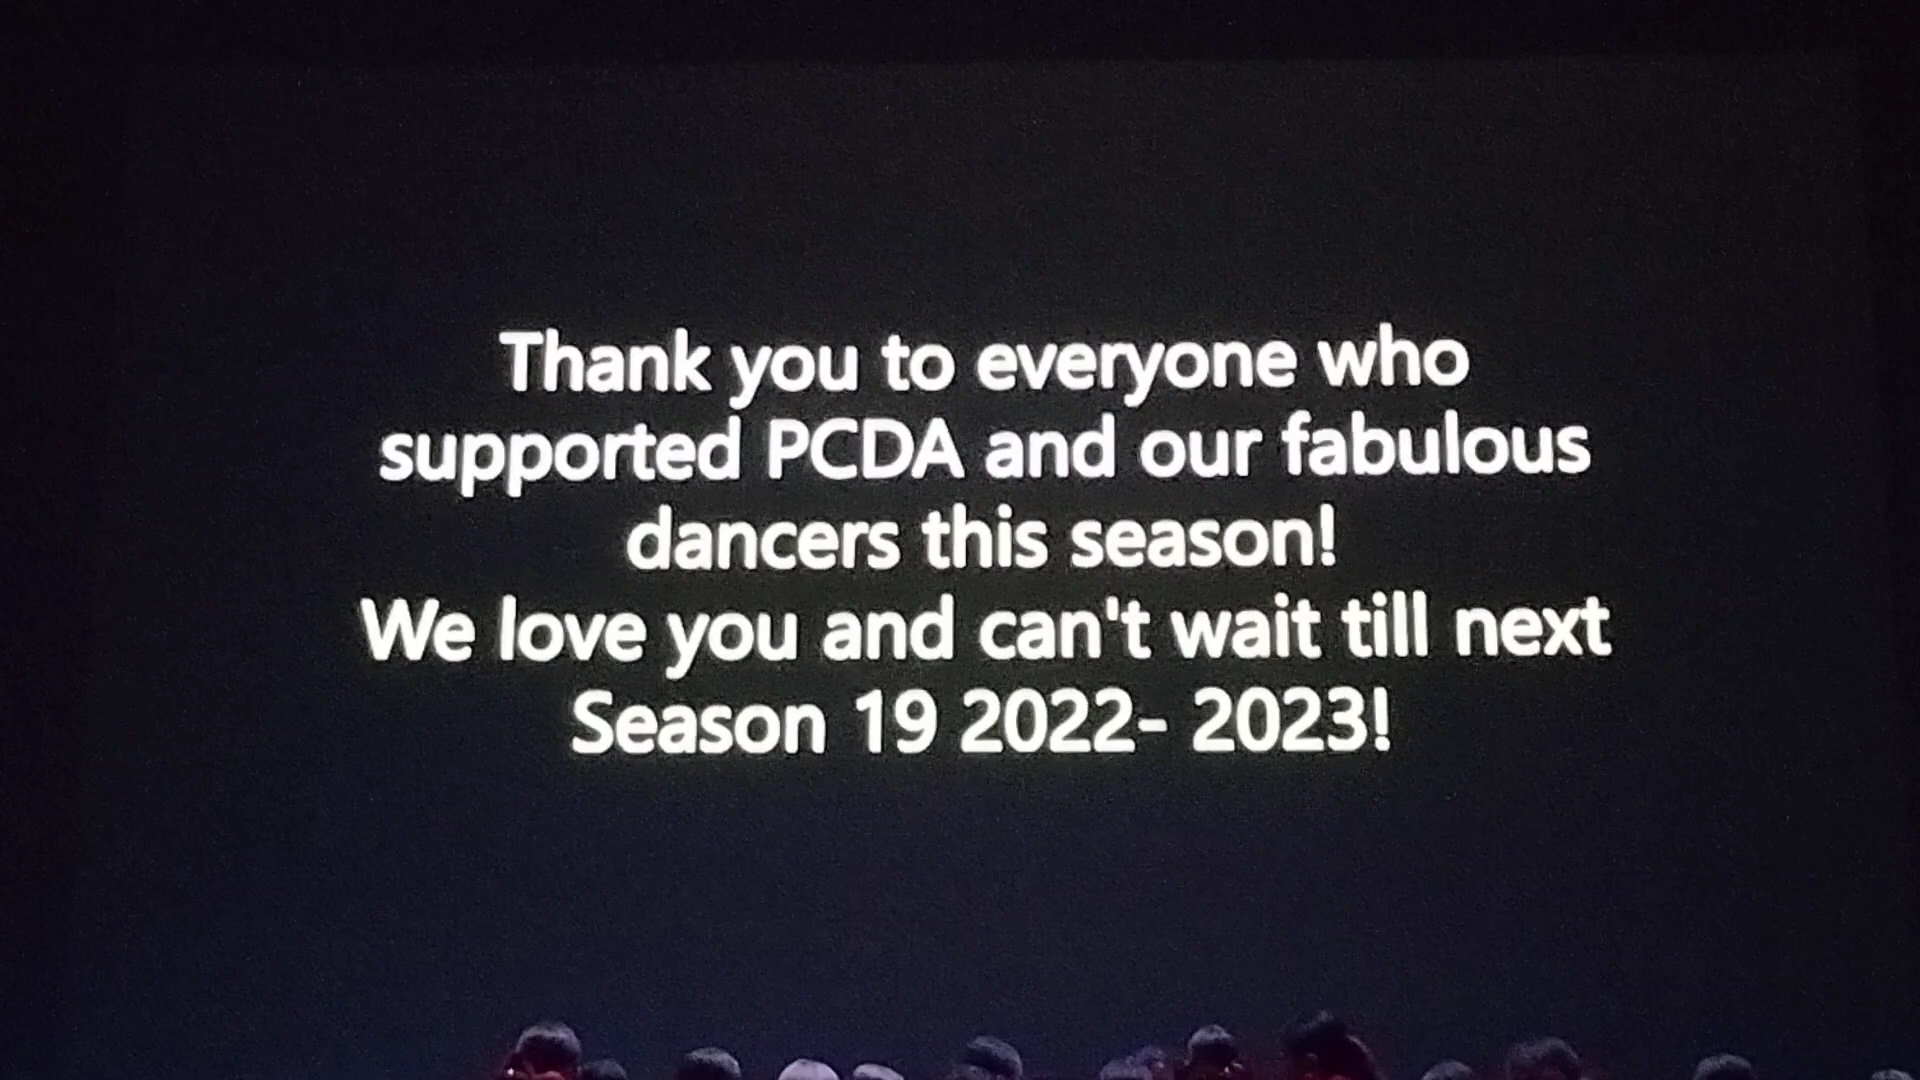 Thank you to everyone who
supported PCDA and our fabulous
dancers this season!
We love you and can't wait till next
Season 19 2022- 2023!